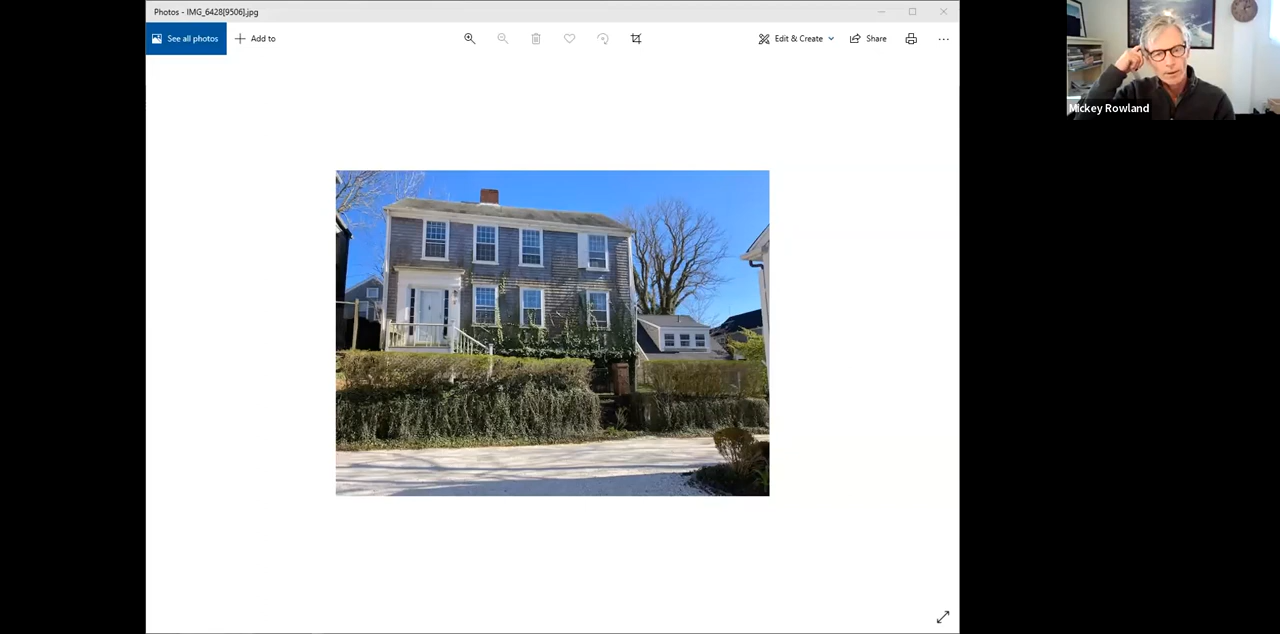 Photos - IMG_6428[9506].jpg
See all photos
Add to
Edit & Create
Share
Mickey Rowland